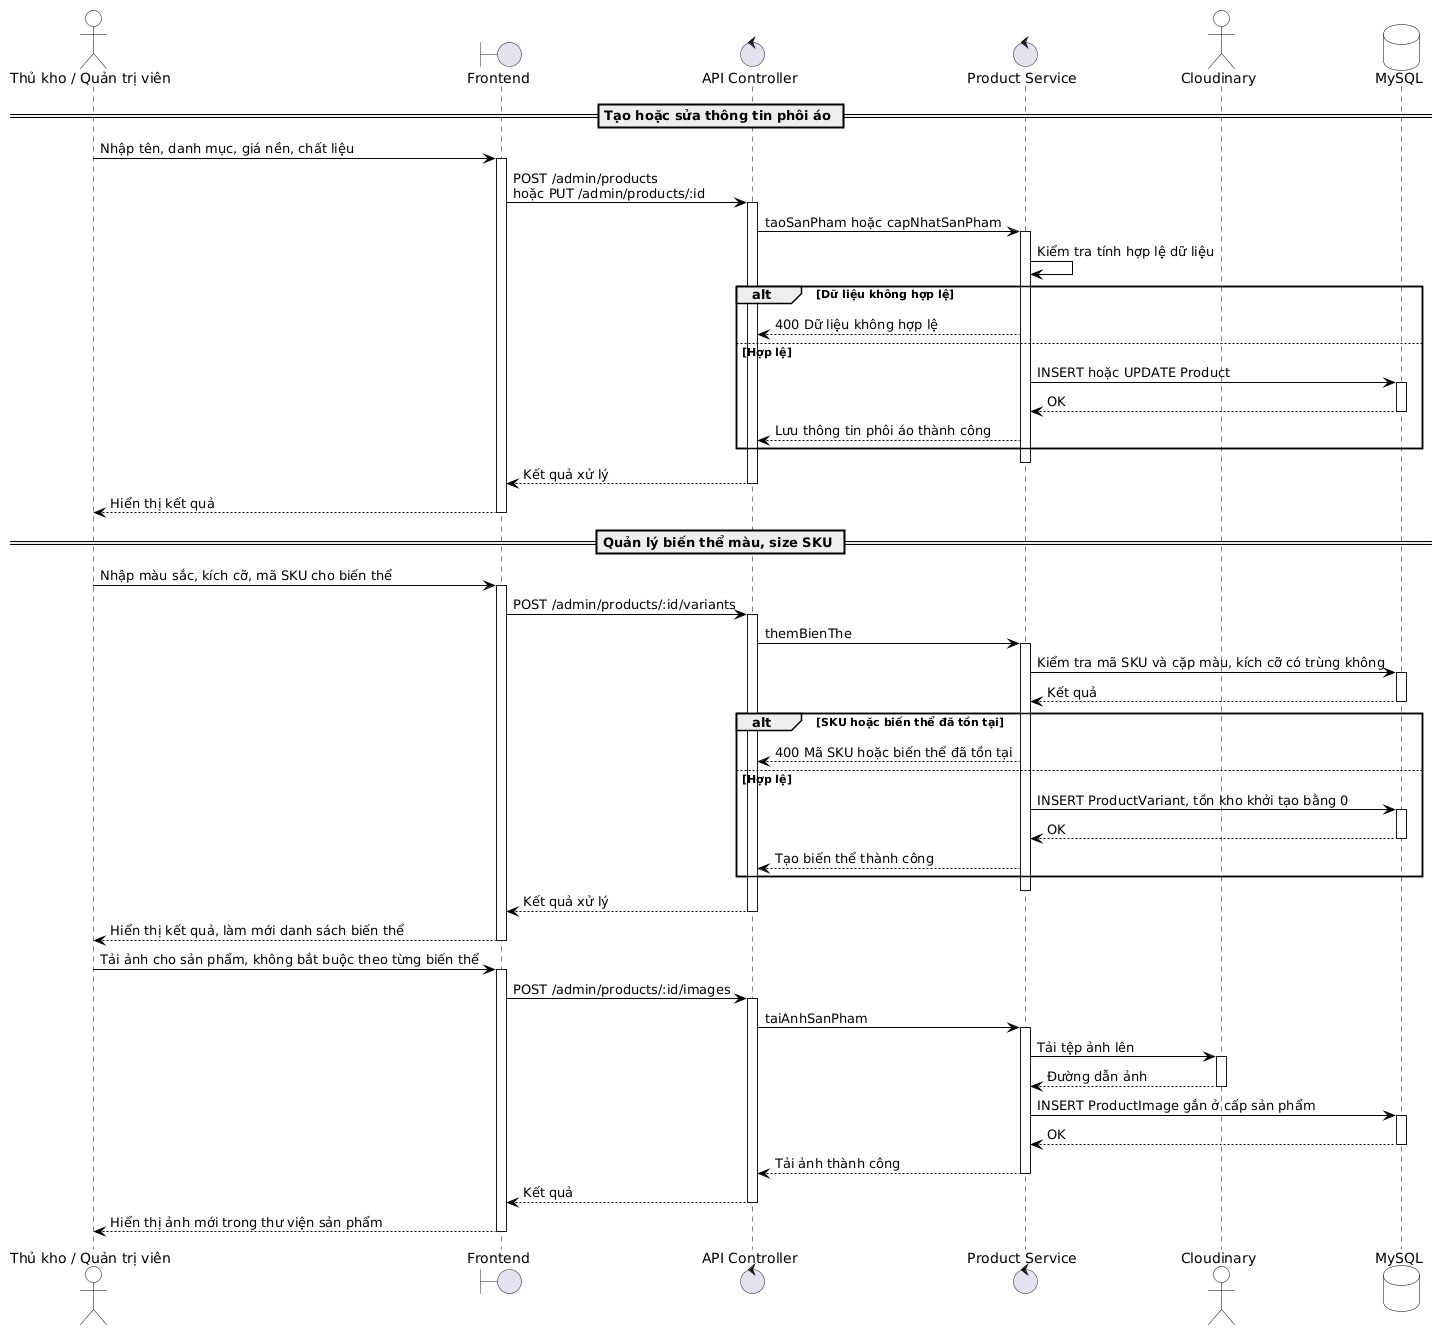 Thủ kho / Quản trị viên
Frontend
API Controller
Product Service
Cloudinary
MySQL
Tạo hoặc sửa thông tin phôi áo
Nhập tên, danh mục, giá nền, chất liệu
POST /admin/products
hoặc PUT /admin/products/:id
taoSanPham hoặc capNhatSanPham
Kiểm tra tính hợp lệ dữ liệu
alt
[Dữ liệu không hợp lệ]
400 Dữ liệu không hợp lệ
[Hợp lệ]
INSERT hoặc UPDATE Product
OK
Lưu thông tin phôi áo thành công
Kết quả xử lý
Hiển thị kết quả
Quản lý biến thể màu, size SKU
Nhập màu sắc, kích cỡ, mã SKU cho biến thể
POST /admin/products/:id/variants
themBienThe
Kiểm tra mã SKU và cặp màu, kích cỡ có trùng không
Kết quả
alt
[SKU hoặc biến thể đã tồn tại]
400 Mã SKU hoặc biến thể đã tồn tại
[Hợp lệ]
INSERT ProductVariant, tồn kho khởi tạo bằng 0
OK
Tạo biến thể thành công
Kết quả xử lý
Hiển thị kết quả, làm mới danh sách biến thể
Tải ảnh cho sản phẩm, không bắt buộc theo từng biến thể
POST /admin/products/:id/images
taiAnhSanPham
Tải tệp ảnh lên
Đường dẫn ảnh
INSERT ProductImage gắn ở cấp sản phẩm
OK
Tải ảnh thành công
Kết quả
Hiển thị ảnh mới trong thư viện sản phẩm
Thủ kho / Quản trị viên
Frontend
API Controller
Product Service
Cloudinary
MySQL